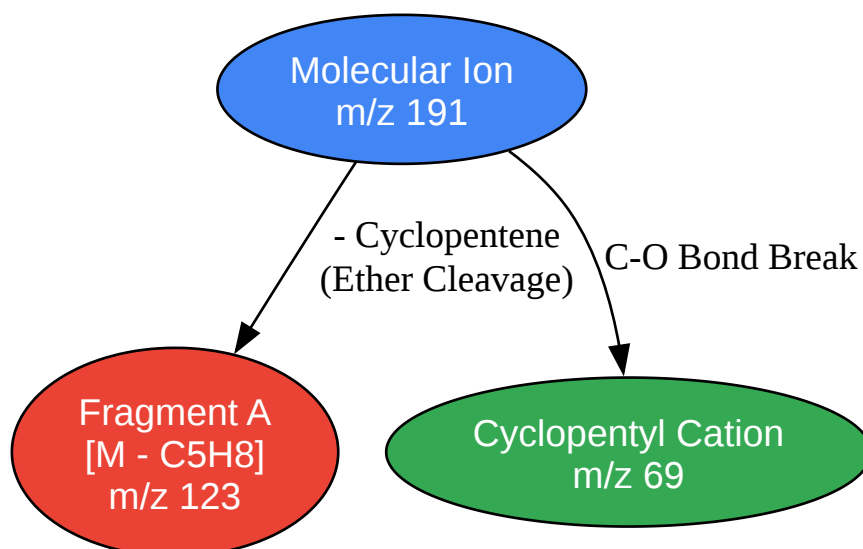 Molecular Ion
m/z 191
- Cyclopentene
(Ether Cleavage)
C-O Bond Break
Fragment A
[M - C5H8]
m/z 123
Cyclopentyl Cation
m/z 69